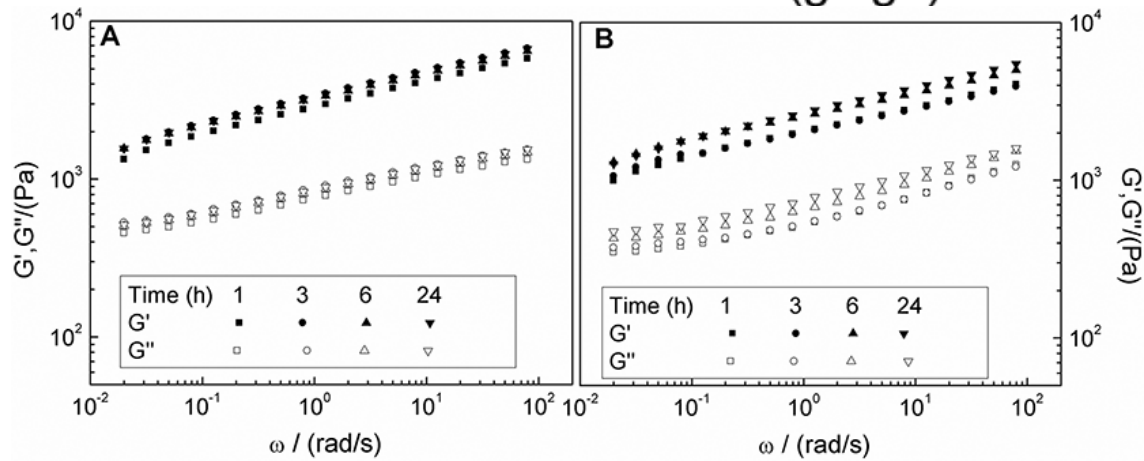 (g
g
)
A
B
10⁴
10³
10²
G',G''/(Pa)
Time (h) 1 3 6 24
G'
G''
10⁻² 10⁻¹ 10⁰ 10¹ 10²
ω / (rad/s)
Time (h) 1 3 6 24
G'
G''
10⁻² 10⁻¹ 10⁰ 10¹ 10²
ω / (rad/s)
10⁴
10³
10²
G',G''/(Pa)